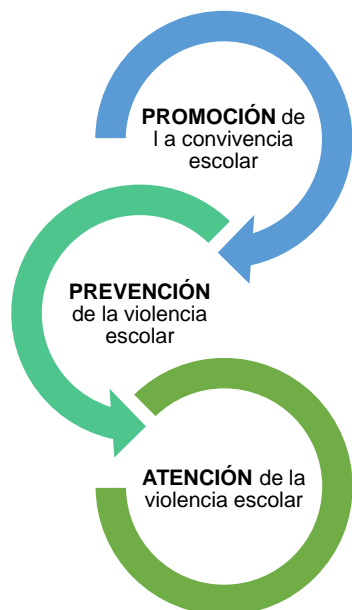 PROMOCIÓN de
l a convivencia
escolar
PREVENCIÓN
de la violencia
escolar
ATENCIÓN de la
violencia escolar